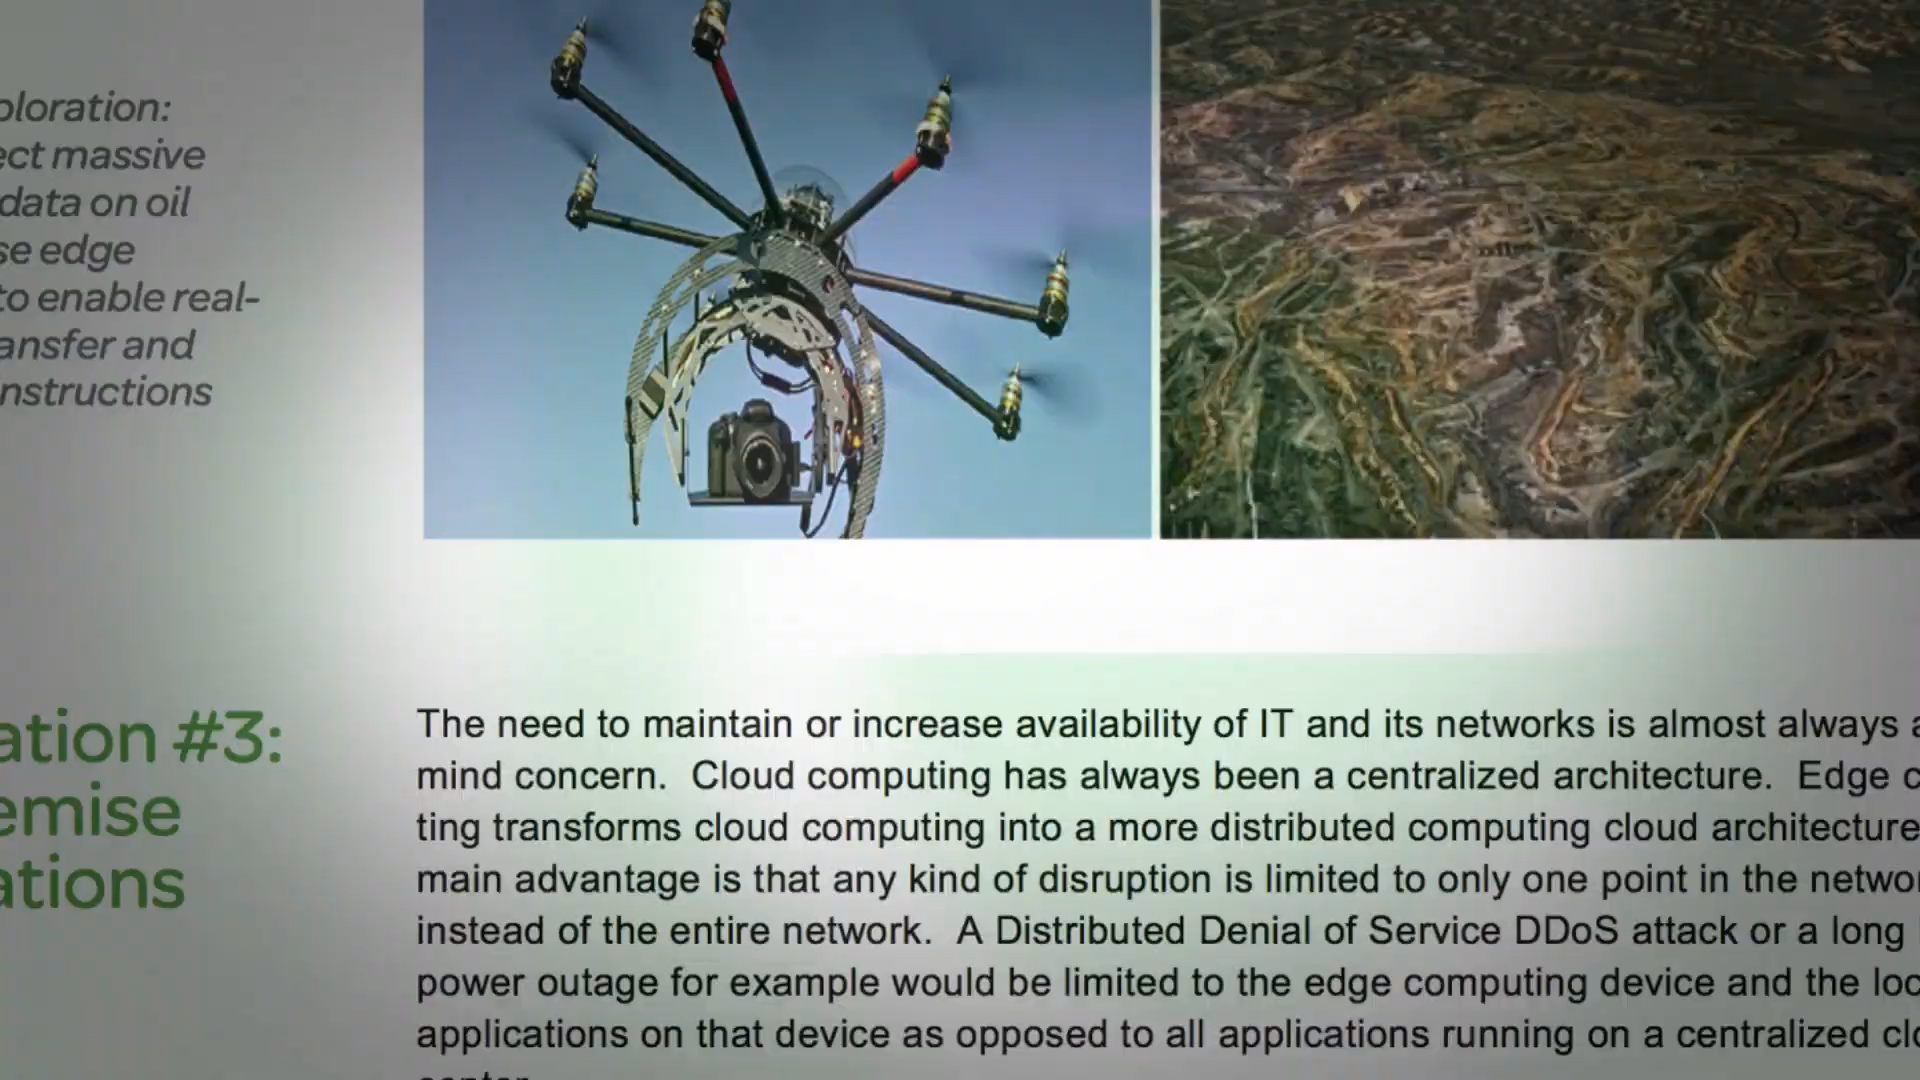 ploration:
ect massive
data on oil
se edge
to enable real-
ansfer and
nstructions
ation #3:
emise
ations
The need to maintain or increase availability of IT and its networks is almost always a
mind concern.  Cloud computing has always been a centralized architecture.  Edge c
ting transforms cloud computing into a more distributed computing cloud architecture
main advantage is that any kind of disruption is limited to only one point in the networ
instead of the entire network.  A Distributed Denial of Service DDoS attack or a long
power outage for example would be limited to the edge computing device and the loc
applications on that device as opposed to all applications running on a centralized clo